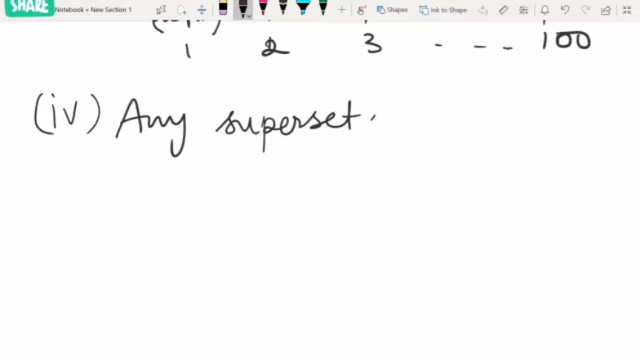 SHARE
Notebook » New Section 1
Shapes
Ink to Shape
1 2 3 . - - - 100
(iv) Any superset.